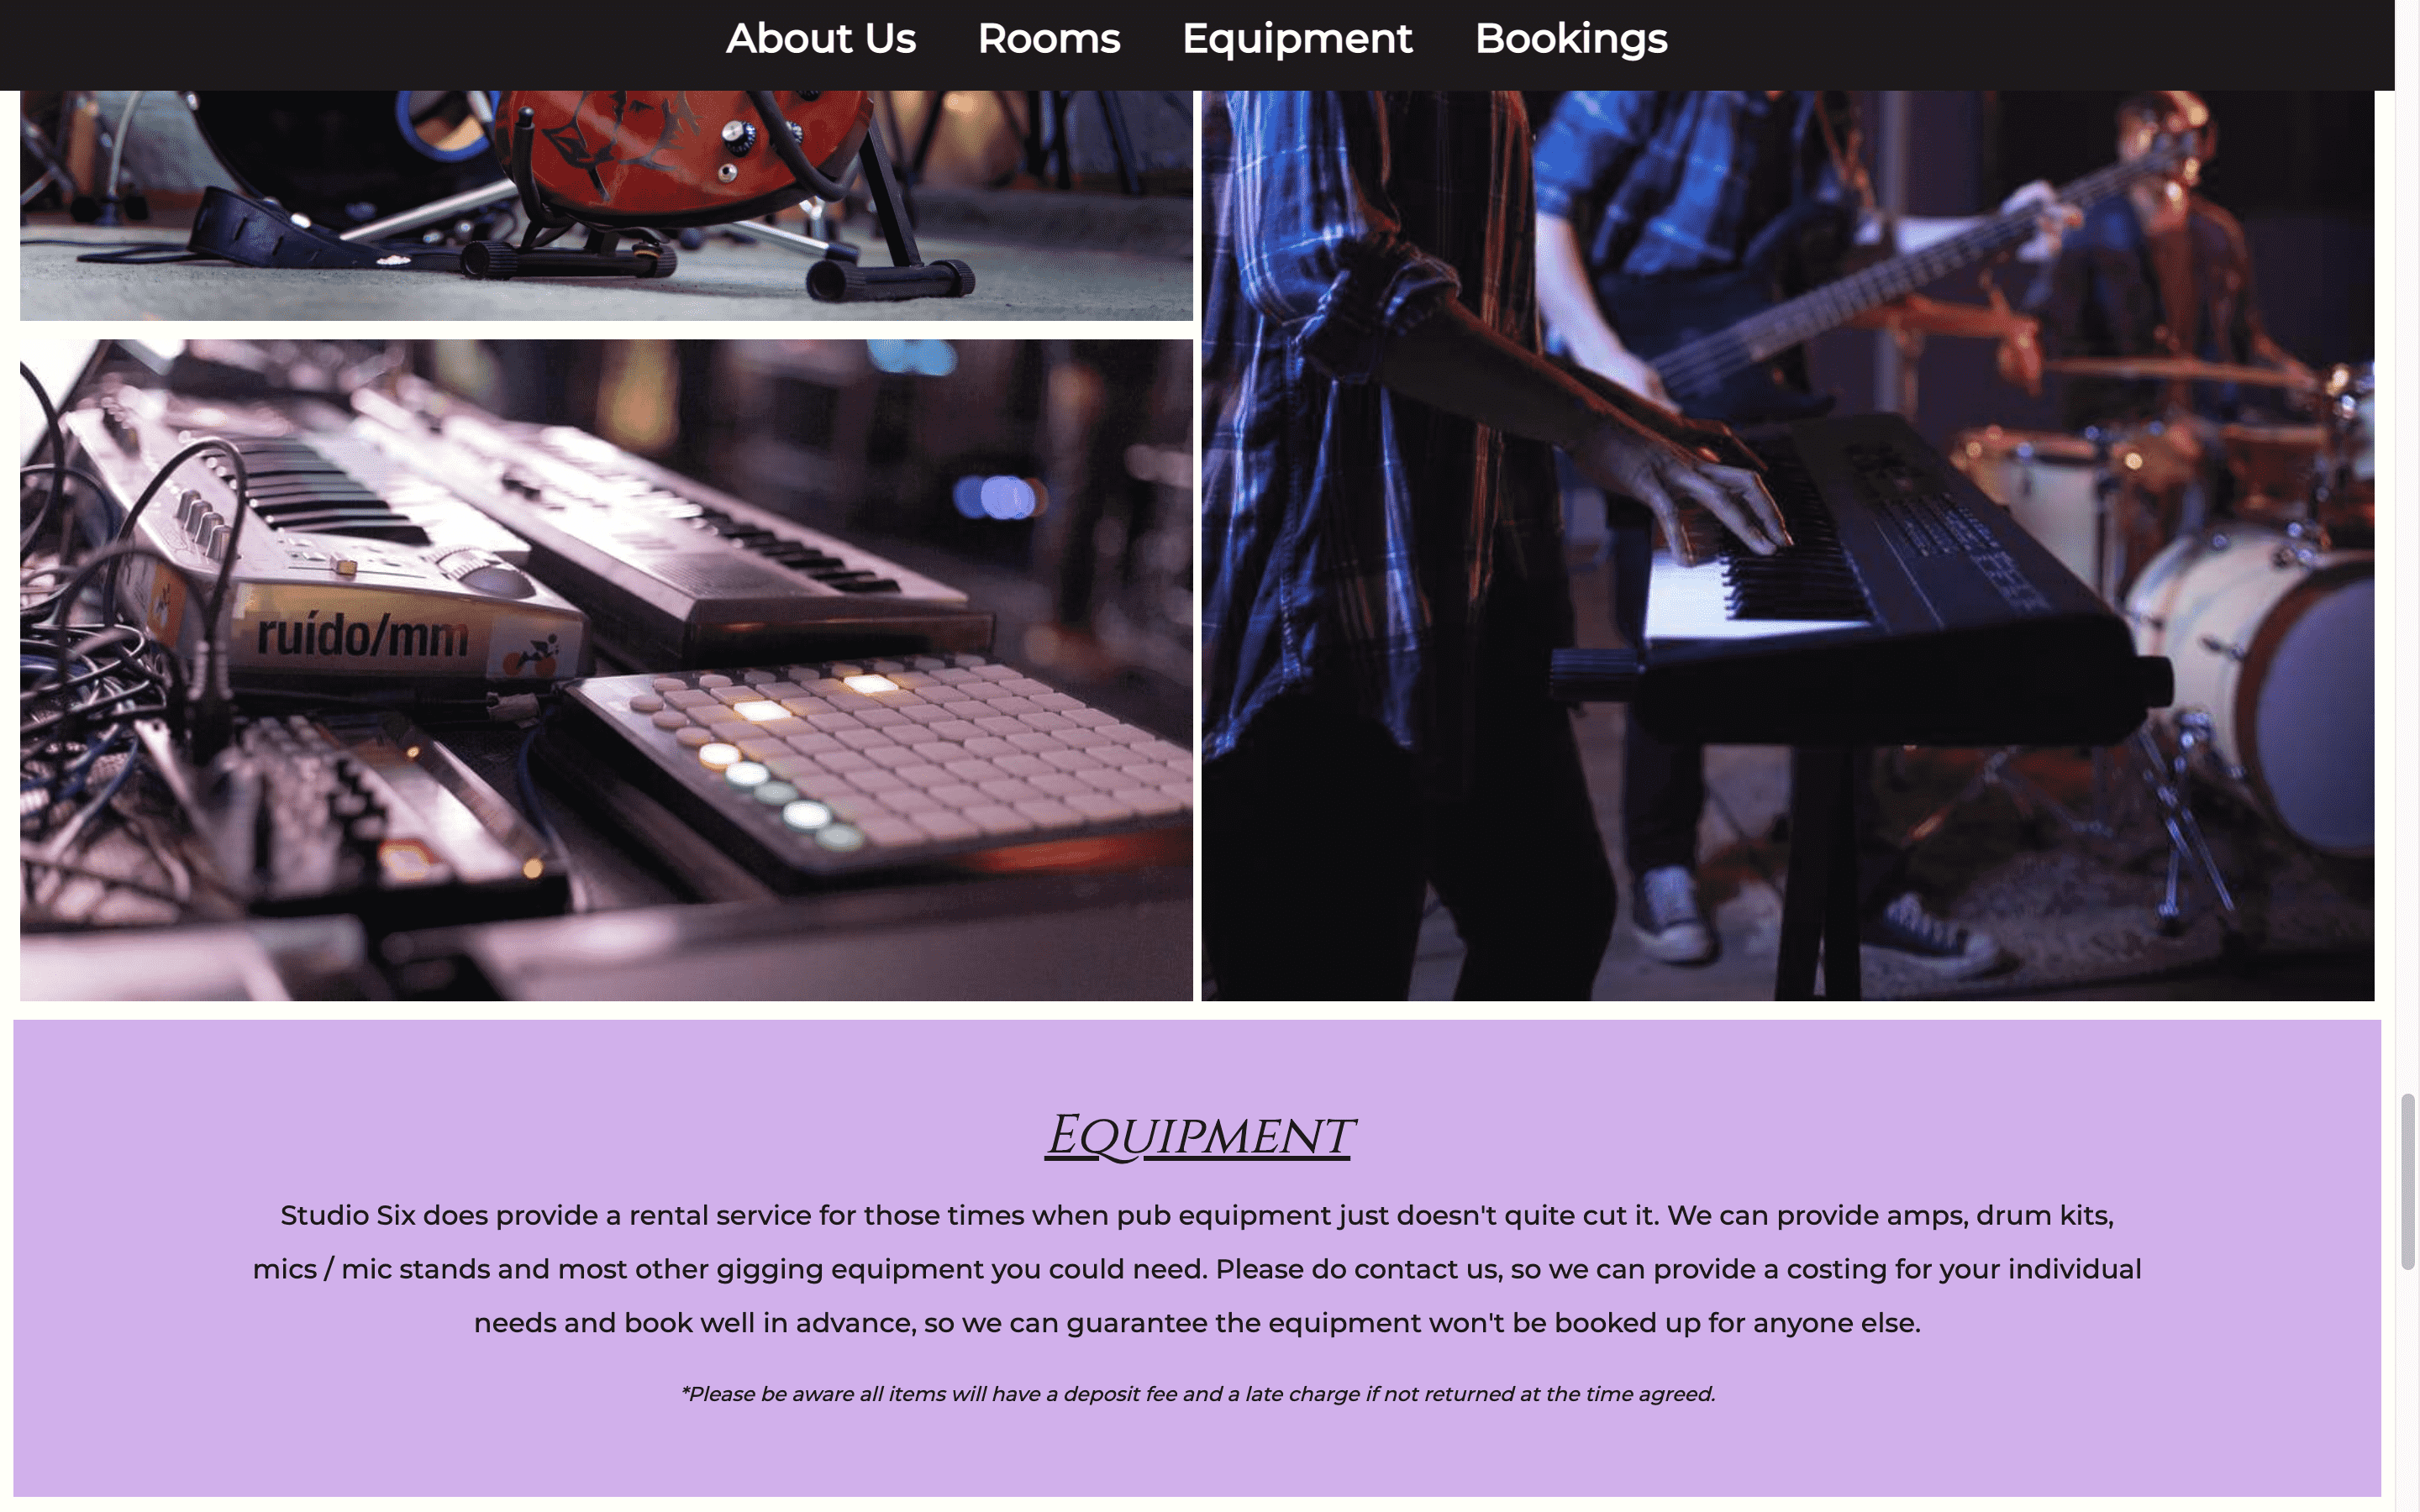 About Us Rooms Equipment Bookings
ruído/mm
Equipment
Studio Six does provide a rental service for those times when pub equipment just doesn't quite cut it. We can provide amps, drum kits,
mics / mic stands and most other gigging equipment you could need. Please do contact us, so we can provide a costing for your individual
needs and book well in advance, so we can guarantee the equipment won't be booked up for anyone else.
*Please be aware all items will have a deposit fee and a late charge if not returned at the time agreed.